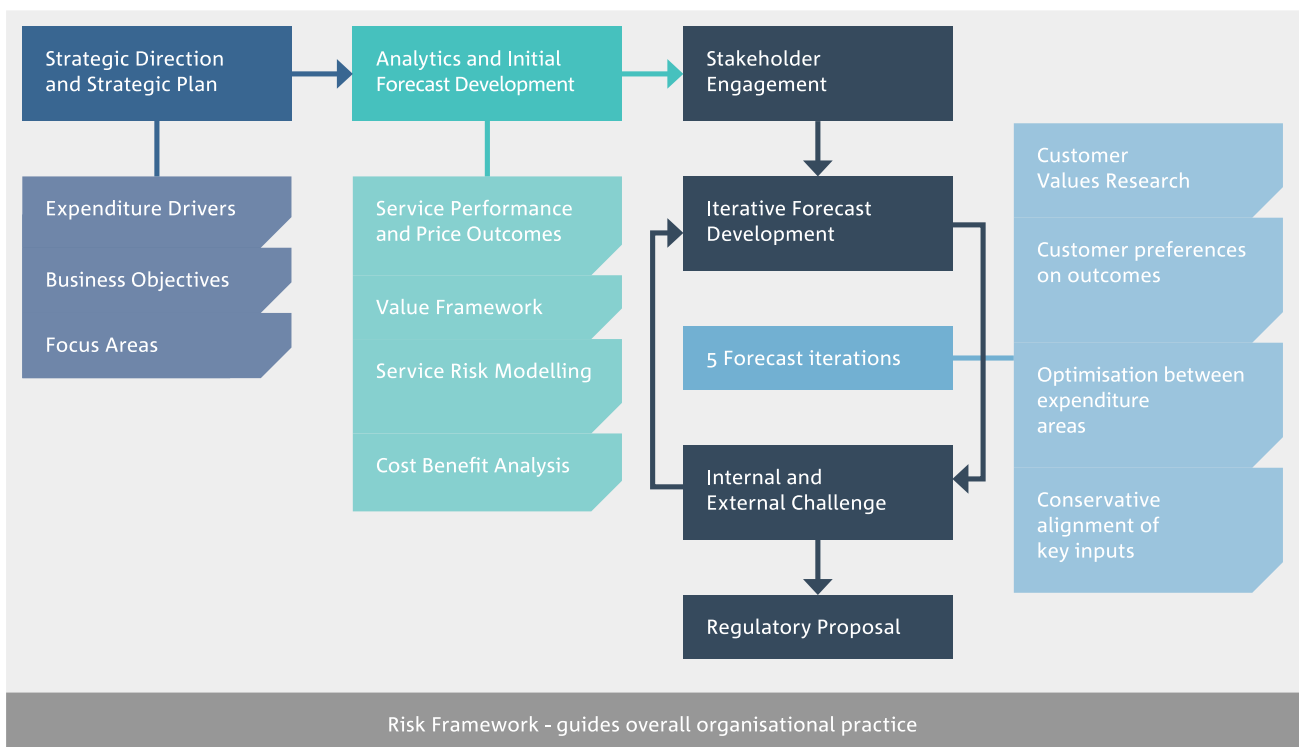 Strategic Direction
and Strategic Plan
Expenditure Drivers
Business Objectives
Focus Areas
Analytics and Initial
Forecast Development
Service Performance
and Price Outcomes
Value Framework
Service Risk Modelling
Cost Benefit Analysis
Stakeholder
Engagement
Iterative Forecast
Development
5 Forecast iterations
Internal and
External Challenge
Regulatory Proposal
Customer
Values Research
Customer preferences
on outcomes
Optimisation between
expenditure
areas
Conservative
alignment of
key inputs
Risk Framework - guides overall organisational practice